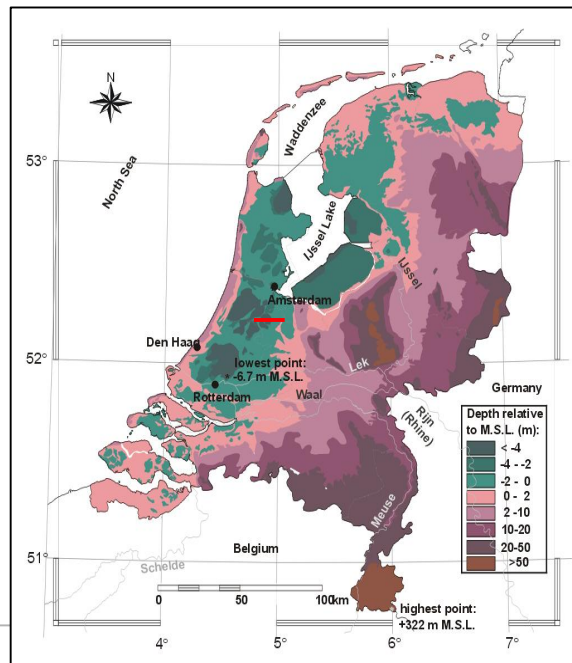 N
Waddenzee
North Sea
53°
IJssel Lake
IJssel
Amsterdam
Den Haag
52°
lowest point:
-6.7 m M.S.L.
Lek
Rotterdam
Waal
Germany
Rijn
(Rhine)
Depth relative
to M.S.L. (m):
< -4
-4 - -2
-2 - 0
0 - 2
2 -10
10-20
20-50
>50
Meuse
51°
Belgium
Schelde
0 50 100km
highest point:
+322 m M.S.L.
4° 5° 6° 7°